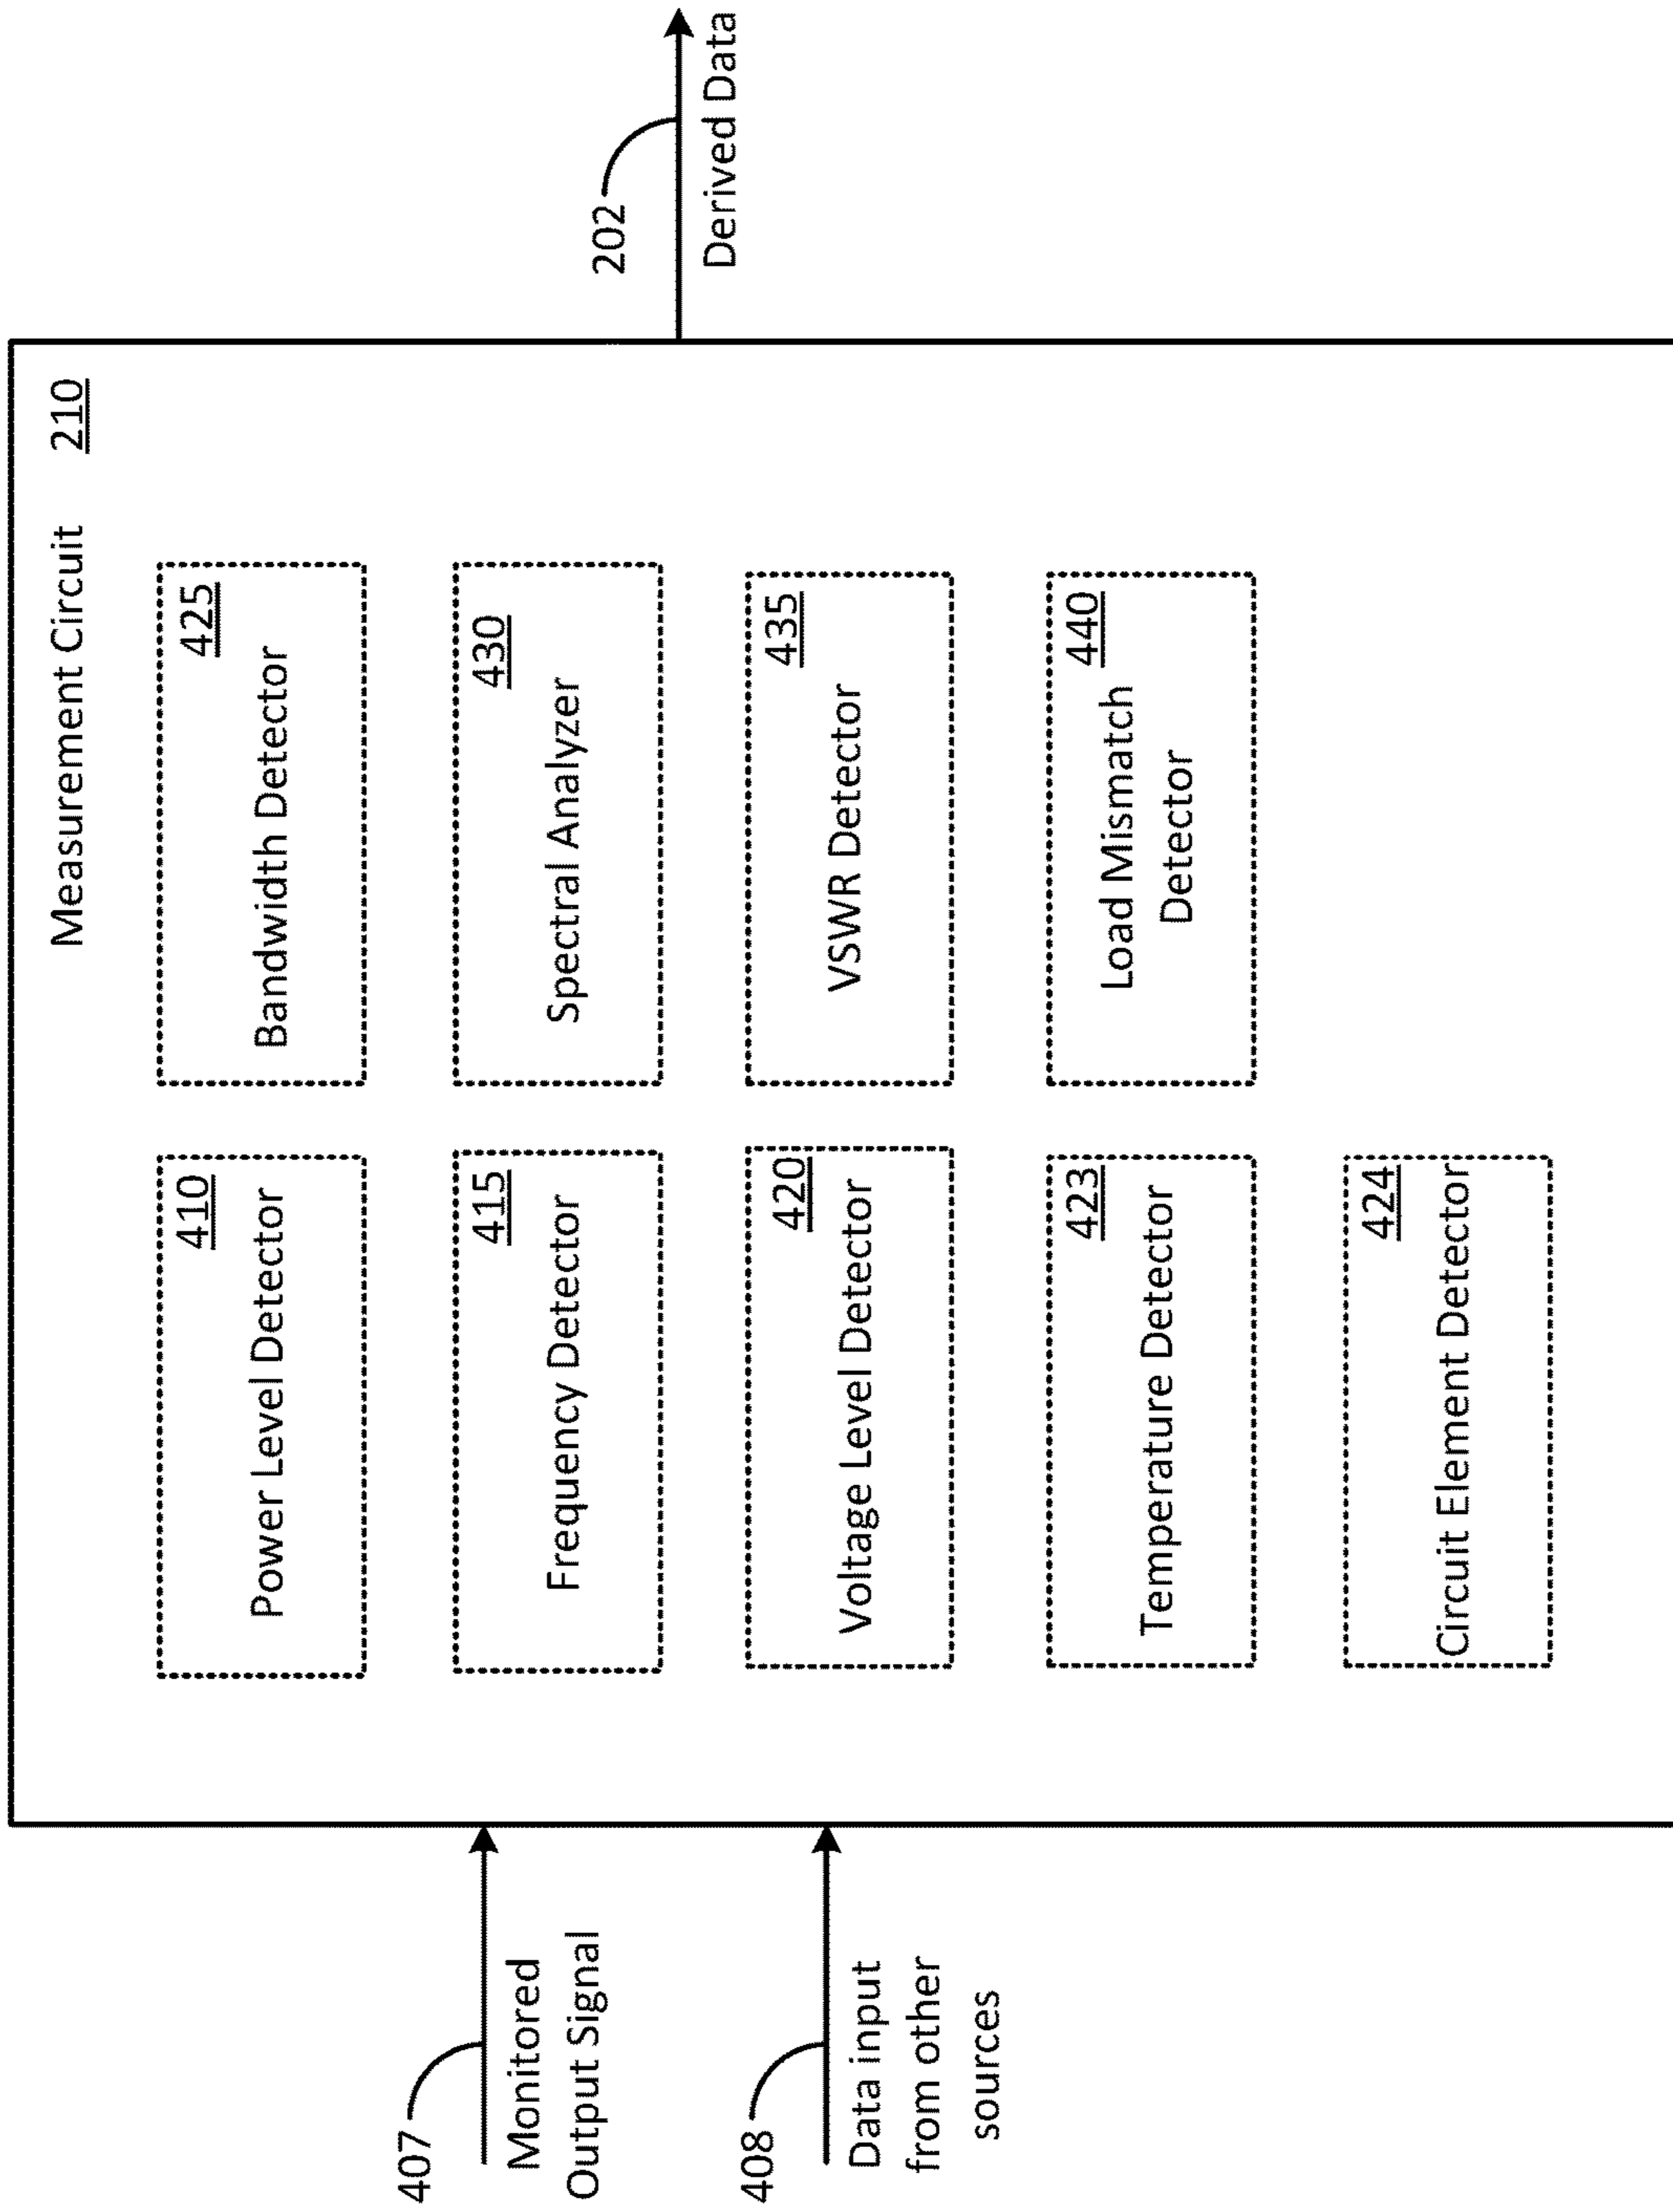 Measurement Circuit 210
410
Power Level Detector
425
Bandwidth Detector
407
Monitored
Output Signal
415
Frequency Detector
430
Spectral Analyzer
202
Derived Data
408
Data input
from other
sources
420
Voltage Level Detector
435
VSWR Detector
423
Temperature Detector
440
Load Mismatch
Detector
424
Circuit Element Detector